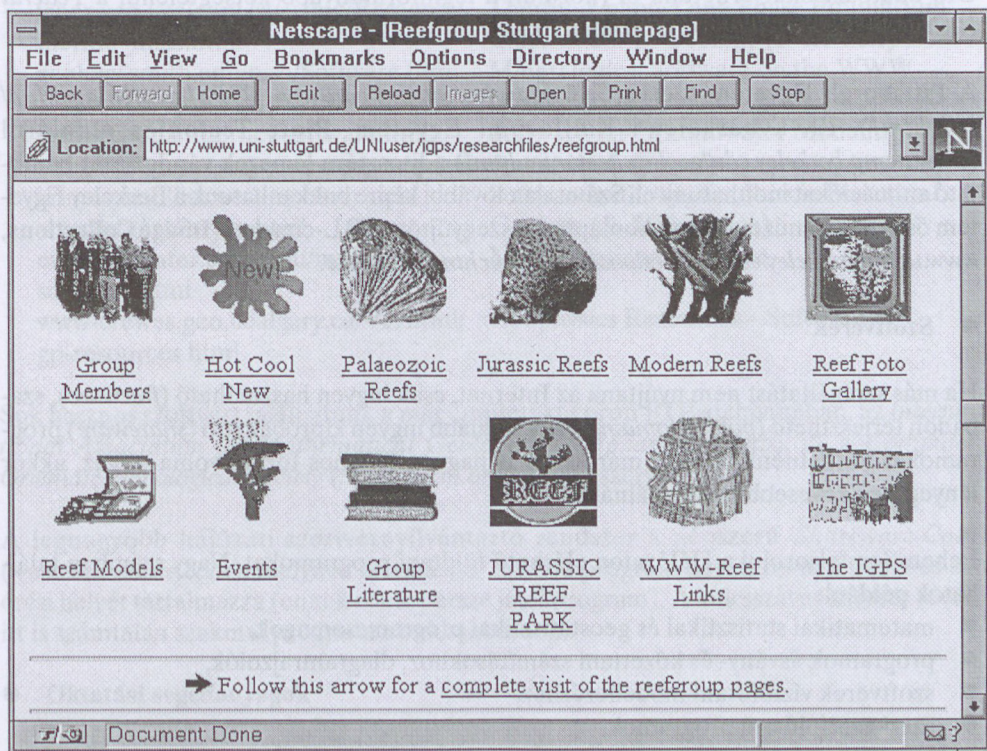 Netscape - [Reefgroup Stuttgart Homepage]
File Edit View Go Bookmarks Options Directory Window Help
Back Forward Home Edit Reload Images Open Print Find Stop
Location: http://www.uni-stuttgart.de/UNIuser/igps/researchfiles/reefgroup.html
N
New!
Group Members
Hot Cool New
Palaeozoic Reefs
Jurassic Reefs
Modern Reefs
Reef Foto Gallery
REEF
Reef Models
Events
Group Literature
JURASSIC REEF PARK
WWW-Reef Links
The IGPS
Follow this arrow for a complete visit of the reefgroup pages.
Document: Done